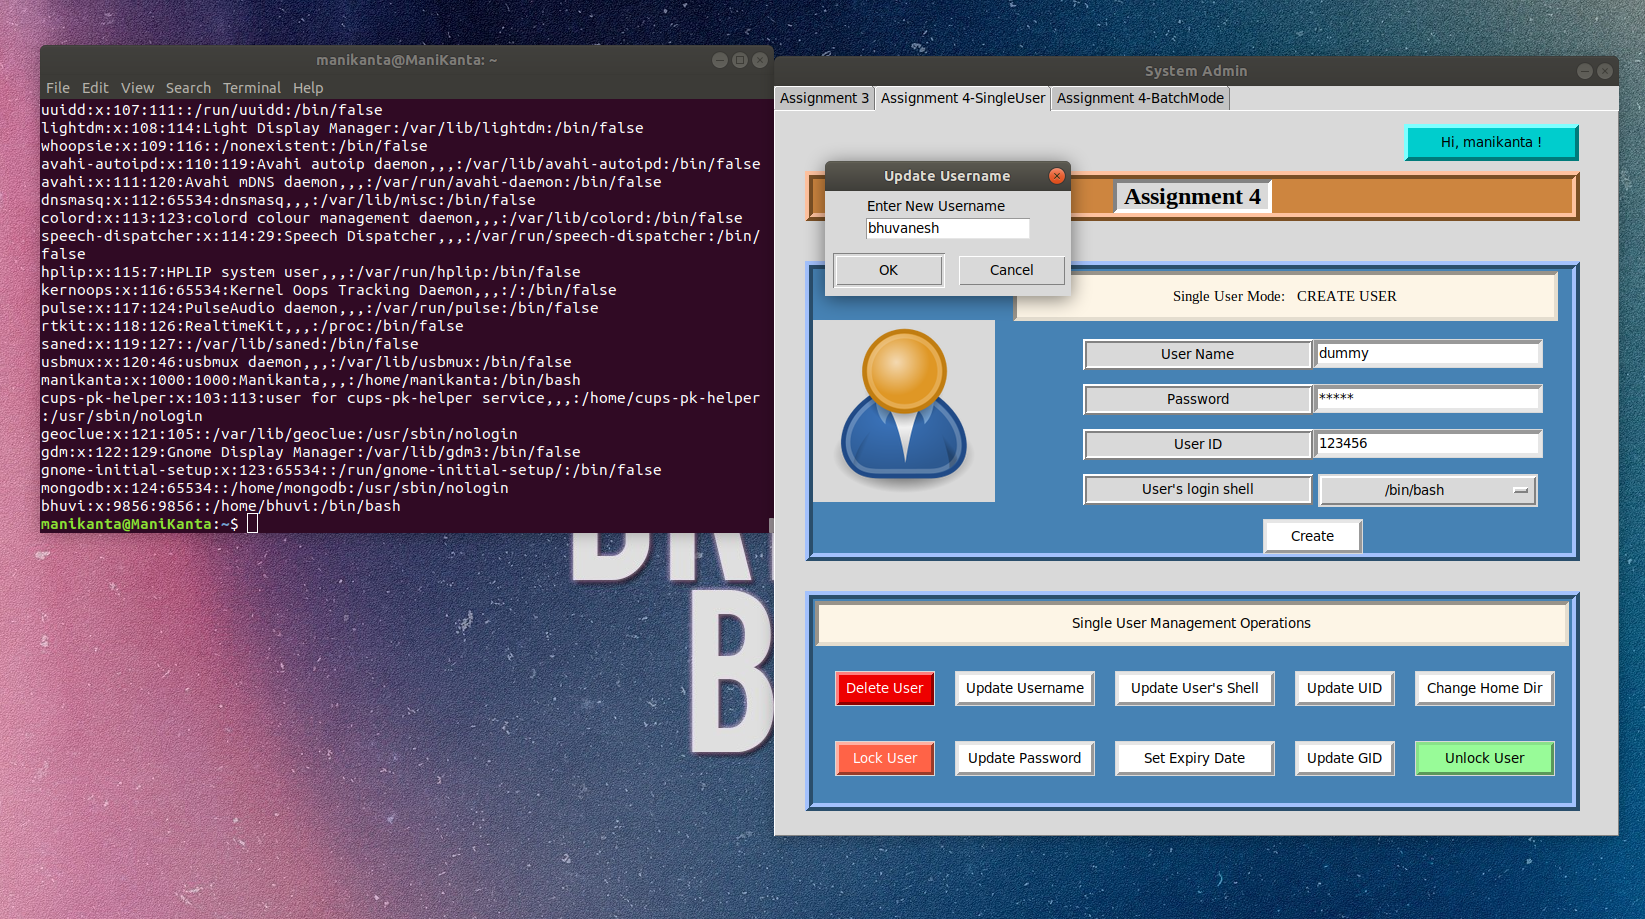 manikanta@ManiKanta: ~
File Edit View Search Terminal Help
uuidd:x:107:111::/run/uuidd:/bin/false
lightdm:x:108:114:Light Display Manager:/var/lib/lightdm:/bin/false
whoopsie:x:109:116::/nonexistent:/bin/false
avahi-autoipd:x:110:119:Avahi autoip daemon,,,:/var/lib/avahi-autoipd:/bin/false
avahi:x:111:120:Avahi mDNS daemon,,,:/var/run/avahi-daemon:/bin/false
dnsmasq:x:112:65534:dnsmasq,,,:/var/lib/misc:/bin/false
colord:x:113:123:colord colour management daemon,,,:/var/lib/colord:/bin/false
speech-dispatcher:x:114:29:Speech Dispatcher,,,:/var/run/speech-dispatcher:/bin/
false
hplip:x:115:7:HPLIP system user,,,:/var/run/hplip:/bin/false
kernoops:x:116:65534:Kernel Oops Tracking Daemon,,,:/:/bin/false
pulse:x:117:124:PulseAudio daemon,,,:/var/run/pulse:/bin/false
rtkit:x:118:126:RealtimeKit,,,:/proc:/bin/false
saned:x:119:127::/var/lib/saned:/bin/false
usbmux:x:120:46:usbmux daemon,,,:/var/lib/usbmux:/bin/false
manikanta:x:1000:1000:Manikanta,,,:/home/manikanta:/bin/bash
cups-pk-helper:x:103:113:user for cups-pk-helper service,,,:/home/cups-pk-helper
:/usr/sbin/nologin
geoclue:x:121:105::/var/lib/geoclue:/usr/sbin/nologin
gdm:x:122:129:Gnome Display Manager:/var/lib/gdm3:/bin/false
gnome-initial-setup:x:123:65534::/run/gnome-initial-setup/:/bin/false
mongodb:x:124:65534::/home/mongodb:/usr/sbin/nologin
bhuvi:x:9856:9856::/home/bhuvi:/bin/bash
manikanta@ManiKanta:~$
System Admin
Assignment 3 Assignment 4-SingleUser Assignment 4-BatchMode
Hi, manikanta !
Assignment 4
Update Username
Enter New Username
bhuvanesh
OK Cancel
Single User Mode: CREATE USER
User Name dummy
Password *****
User ID 123456
User's login shell /bin/bash
Create
Single User Management Operations
Delete User Update Username Update User's Shell Update UID Change Home Dir
Lock User Update Password Set Expiry Date Update GID Unlock User